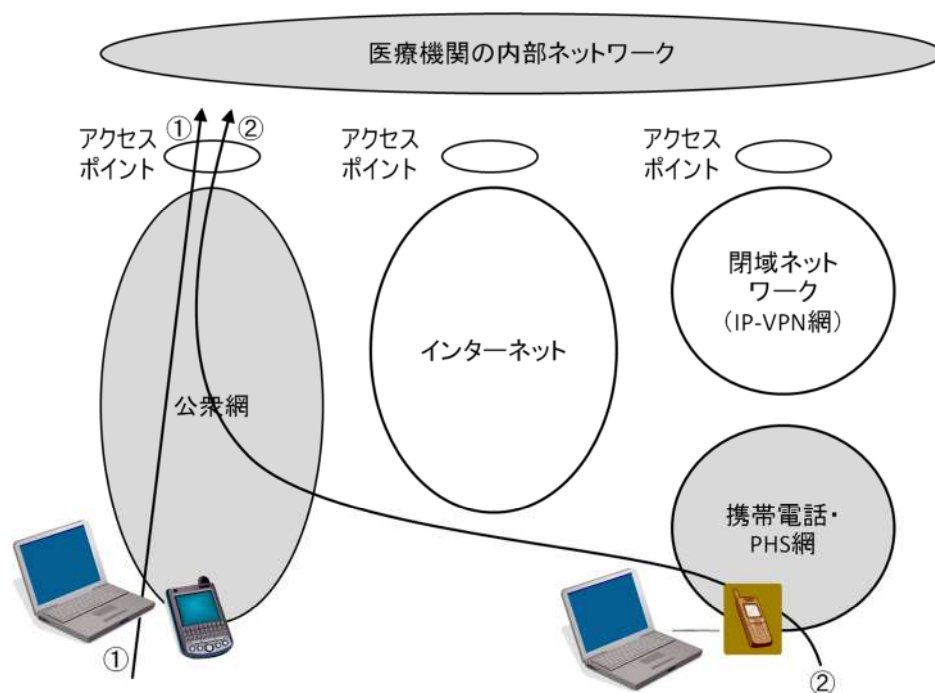 医療機関の内部ネットワーク
① ②
アクセス
ポイント
アクセス
ポイント
アクセス
ポイント
公衆網
インターネット
閉域ネット
ワーク
（IP-VPN網）
携帯電話・
PHS網
①
②